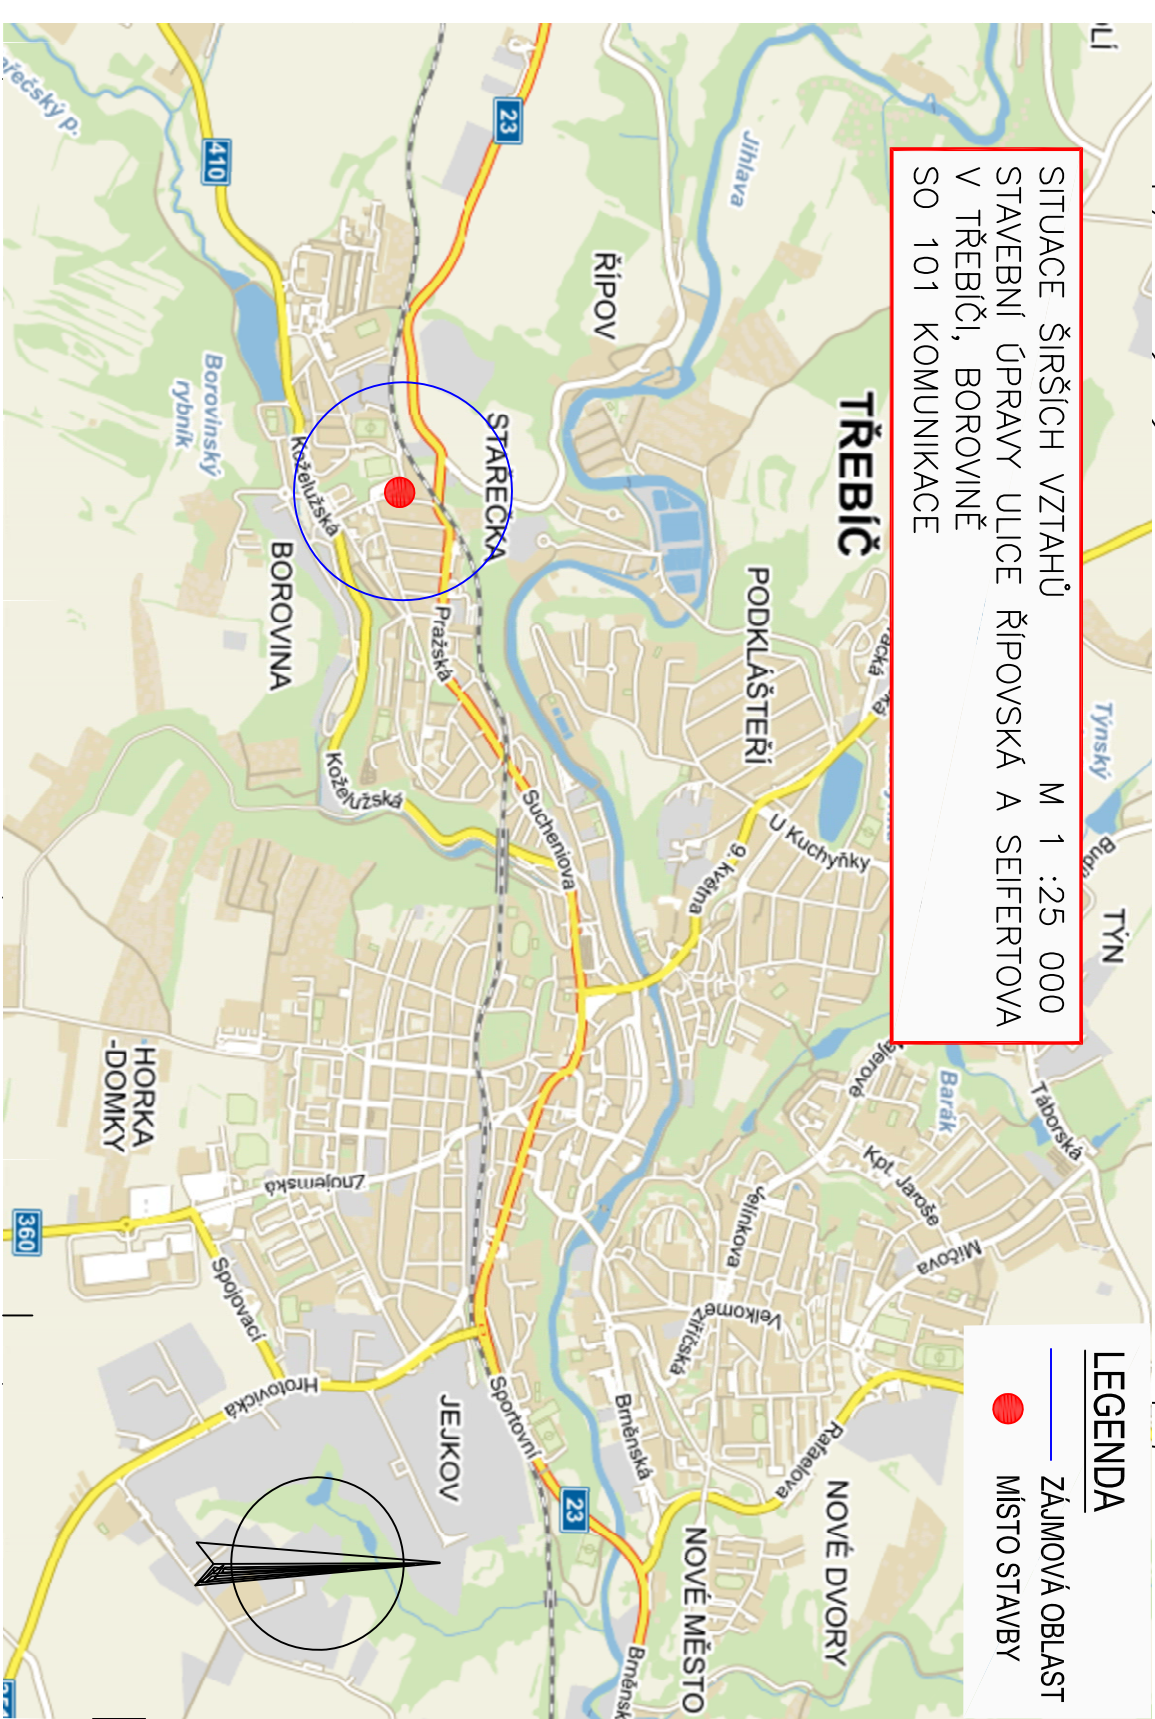 SITUACE ŠIRŠÍCH VZTAHŮ M 1 :25 000
STAVEBNÍ ÚPRAVY ULICE ŘÍPOVSKÁ A SEIFERTOVA
V TŘEBÍČI, BOROVINĚ
SO 101 KOMUNIKACE
LEGENDA
ZÁJMOVÁ OBLAST
MÍSTO STAVBY
Týnský
TÝN
Táborská
Barák
Kpt. Jaroše
Míčova
TŘEBÍČ
Jihlava
PODKLÁŠTEŘÍ
U Kuchyňky
9. května
Jelínkova
Velkomeziříčská
Rafaelova
NOVÉ DVORY
NOVÉ MĚSTO
Brněnská
ŘÍPOV
23
STAŘEČKA
Pražská
Sucheniova
Sportovní
23
JEJKOV
410
Koželužská
BOROVINA
Koželužská
Borovinský
rybník
Znojemská
HORKA
-DOMKY
Spojovací
Hrotovická
360